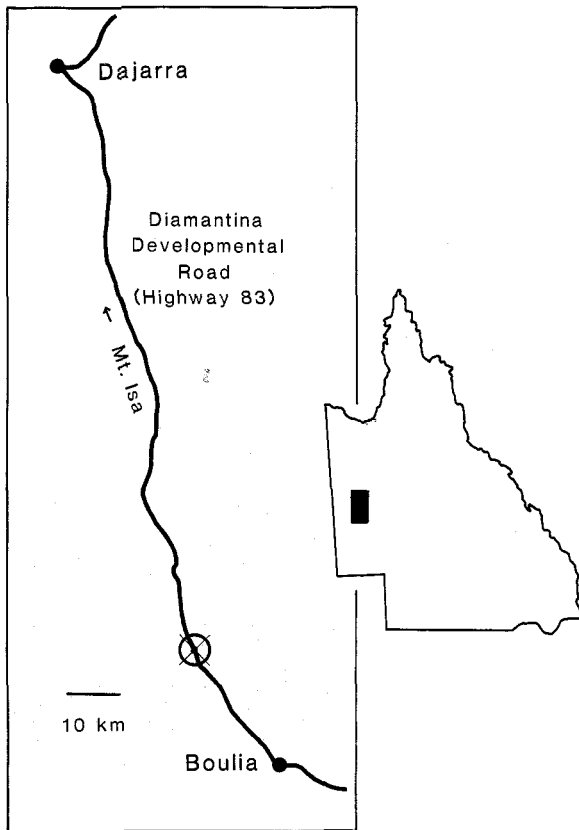 Dajarra
Diamantina
Developmental
Road
(Highway 83)
← Mt. Isa
10 km
Boulia